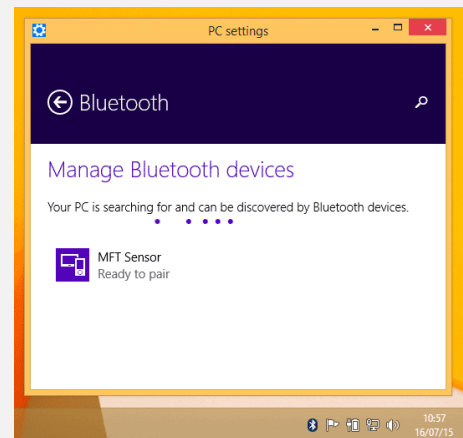 PC settings
Bluetooth
Manage Bluetooth devices
Your PC is searching for and can be discovered by Bluetooth devices.
MFT Sensor
Ready to pair
10:57
16/07/15